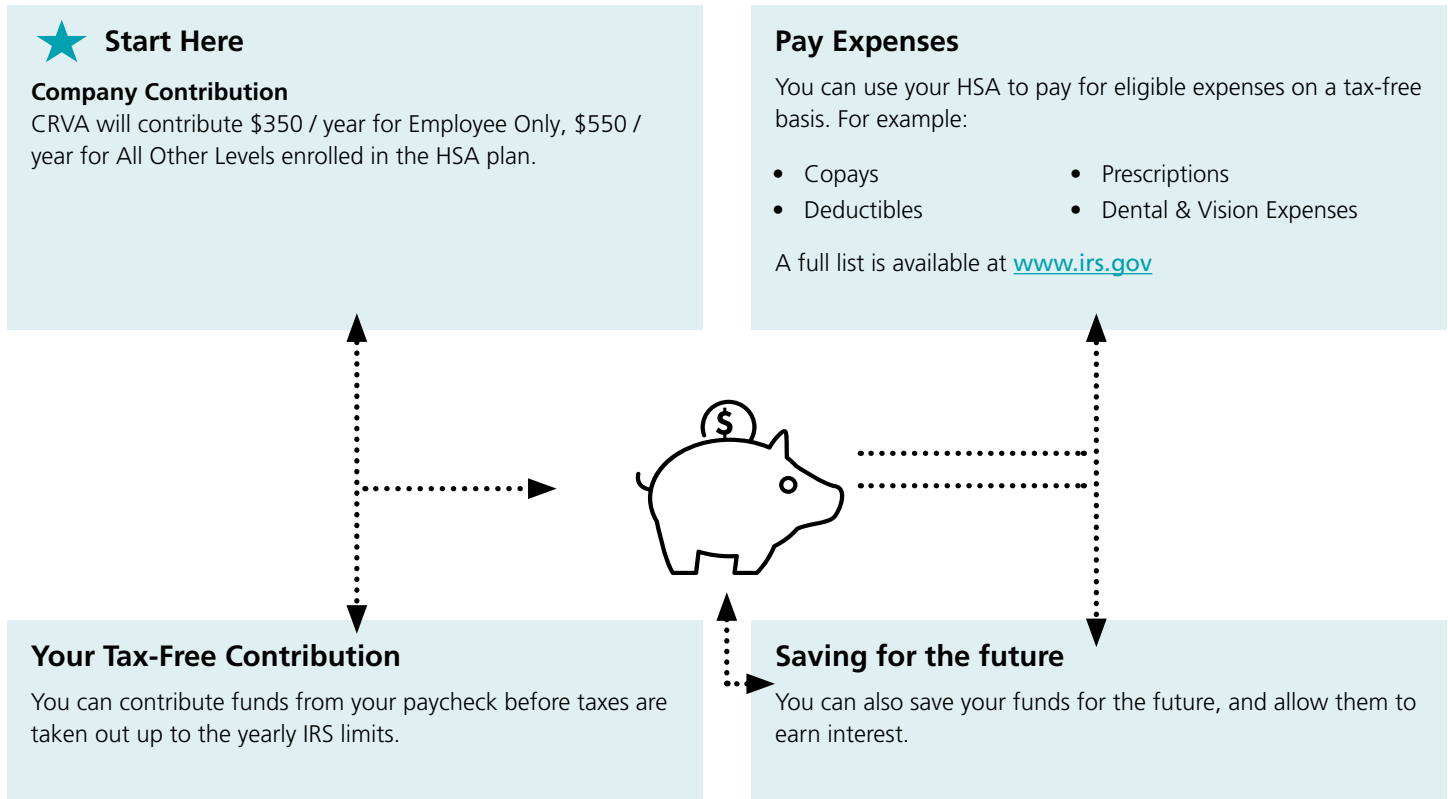 Start Here
Company Contribution
CRVA will contribute $350 / year for Employee Only, $550 /
year for All Other Levels enrolled in the HSA plan.
Pay Expenses
You can use your HSA to pay for eligible expenses on a tax-free
basis. For example:
• Copays
• Deductibles
• Prescriptions
• Dental & Vision Expenses
A full list is available at www.irs.gov
$
Your Tax-Free Contribution
You can contribute funds from your paycheck before taxes are
taken out up to the yearly IRS limits.
Saving for the future
You can also save your funds for the future, and allow them to
earn interest.